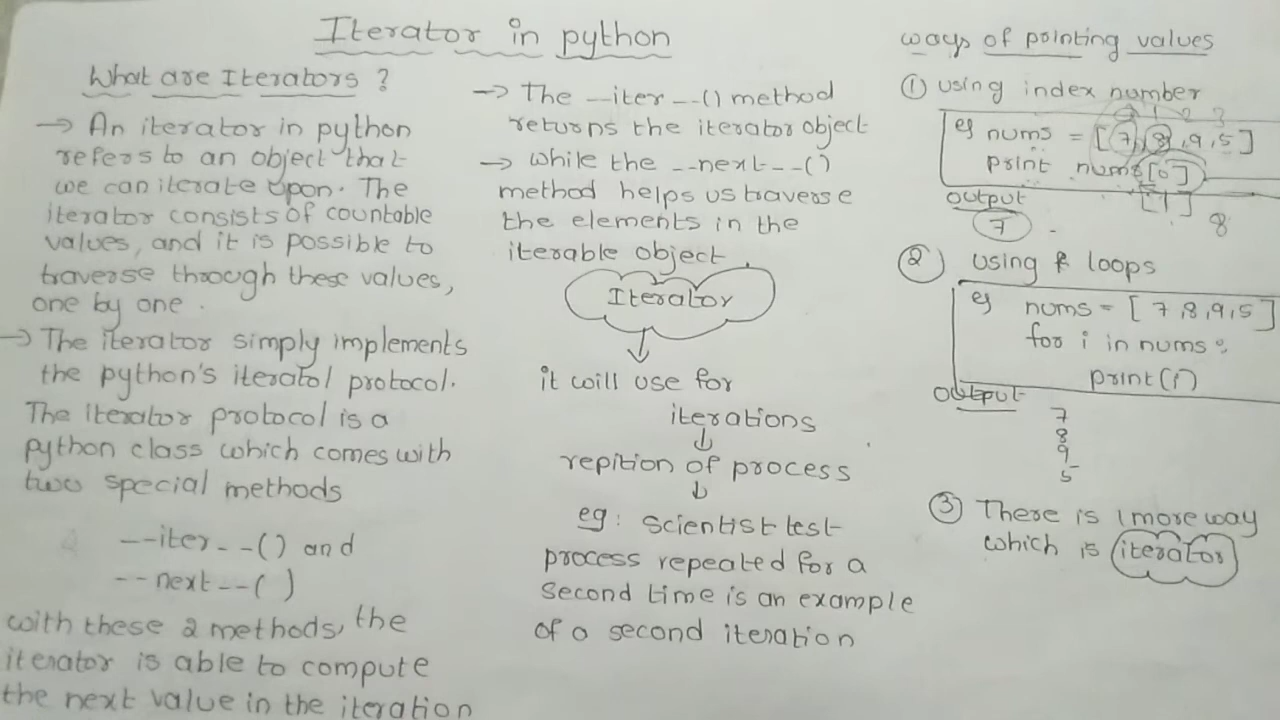 Iterator in python
What are Iterators ?
-> An iterator in python
refers to an object that
we can iterate upon. The
iterator consists of countable
values, and it is possible to
traverse through these values,
one by one .
-> The iterator simply implements
the python's iteratol protocol.
The iterator protocol is a
python class which comes with
two special methods
--iter--() and
--next--( )
with these 2 methods, the
iterator is able to compute
the next value in the iteration
-> The -iter--() method
returns the iterator object
-> while the --next--()
method helps us traverse
the elements in the
iterable object .
Iterator
it will use for
iterations
repition of process
eg: scientist test
process repeated for a
second time is an example
of a second iteration
ways of pointing values
① using index number
1 2 3
eg nums = [7,8,9,5]
print nums[0]
output [1]
7 8
② using loops
eg nums = [7,8,9,5]
for i in nums:
print(i)
output
7
8
9
5
③ There is 1 more way
which is iterator